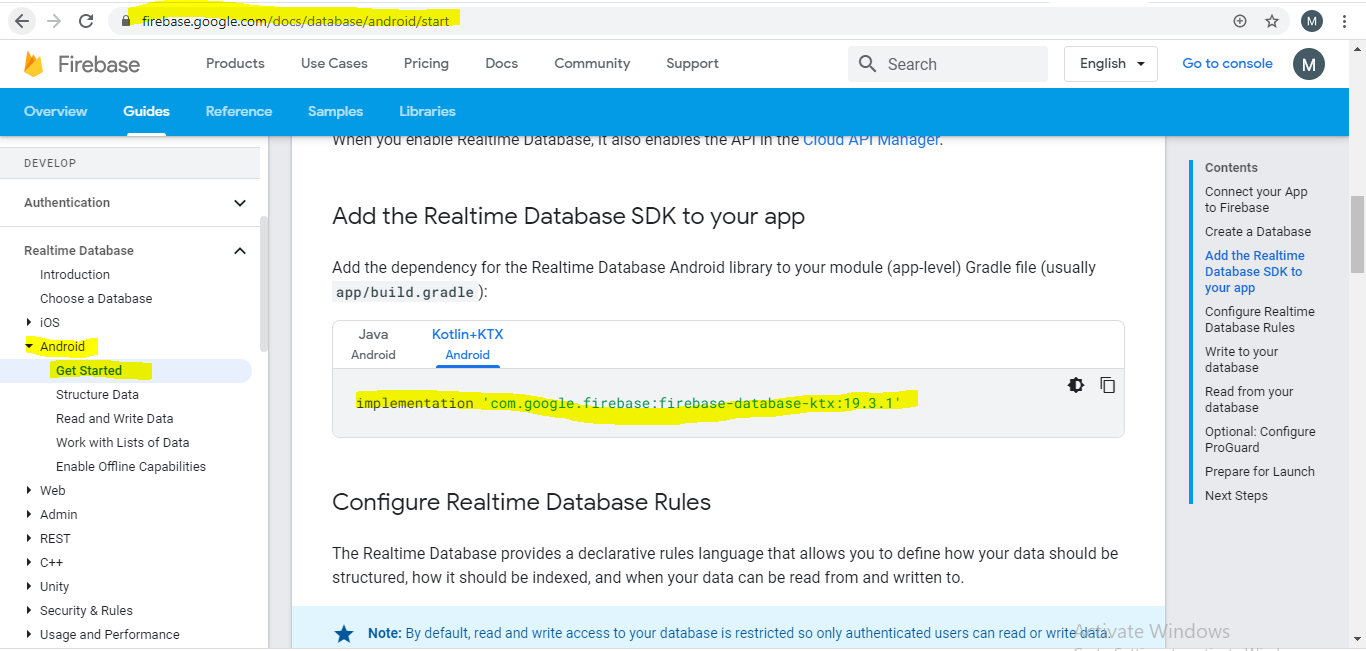 firebase.google.com/docs/database/android/start
M
Firebase
Products Use Cases Pricing Docs Community Support
Search
English
Go to console
M
Overview Guides Reference Samples Libraries
DEVELOP
Authentication
Realtime Database
Introduction
Choose a Database
iOS
Android
Get Started
Structure Data
Read and Write Data
Work with Lists of Data
Enable Offline Capabilities
Web
Admin
REST
C++
Unity
Security & Rules
Usage and Performance
When you enable Realtime Database, it also enables the API in the Cloud API Manager.
Add the Realtime Database SDK to your app
Add the dependency for the Realtime Database Android library to your module (app-level) Gradle file (usually
app/build.gradle ):
Java Kotlin+KTX
Android Android
implementation 'com.google.firebase:firebase-database-ktx:19.3.1'
Configure Realtime Database Rules
The Realtime Database provides a declarative rules language that allows you to define how your data should be
structured, how it should be indexed, and when your data can be read from and written to.
Note: By default, read and write access to your database is restricted so only authenticated users can read or write data.
Contents
Connect your App
to Firebase
Create a Database
Add the Realtime
Database SDK to
your app
Configure Realtime
Database Rules
Write to your
database
Read from your
database
Optional: Configure
ProGuard
Prepare for Launch
Next Steps
Activate Windows